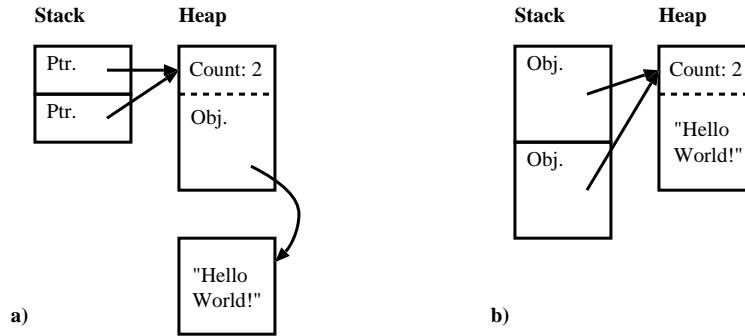 Stack
Heap
Ptr.
Ptr.
Count: 2
Obj.
"Hello
World!"
a)
Stack
Heap
Obj.
Obj.
Count: 2
"Hello
World!"
b)